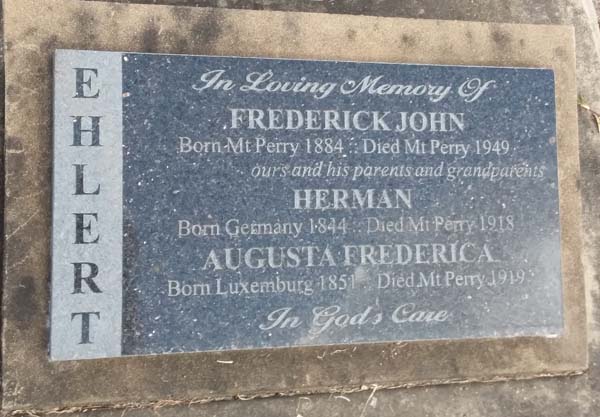 EHLERT
In Loving Memory Of
FREDERICK JOHN
Born Mt Perry 1884 .: Died Mt Perry 1949
ours and his parents and grandparents
HERMAN
Born Germany 1844 .: Died Mt Perry 1918
AUGUSTA FREDERICA
Born Luxemburg 1851 .: Died Mt Perry 1919
In God's Care